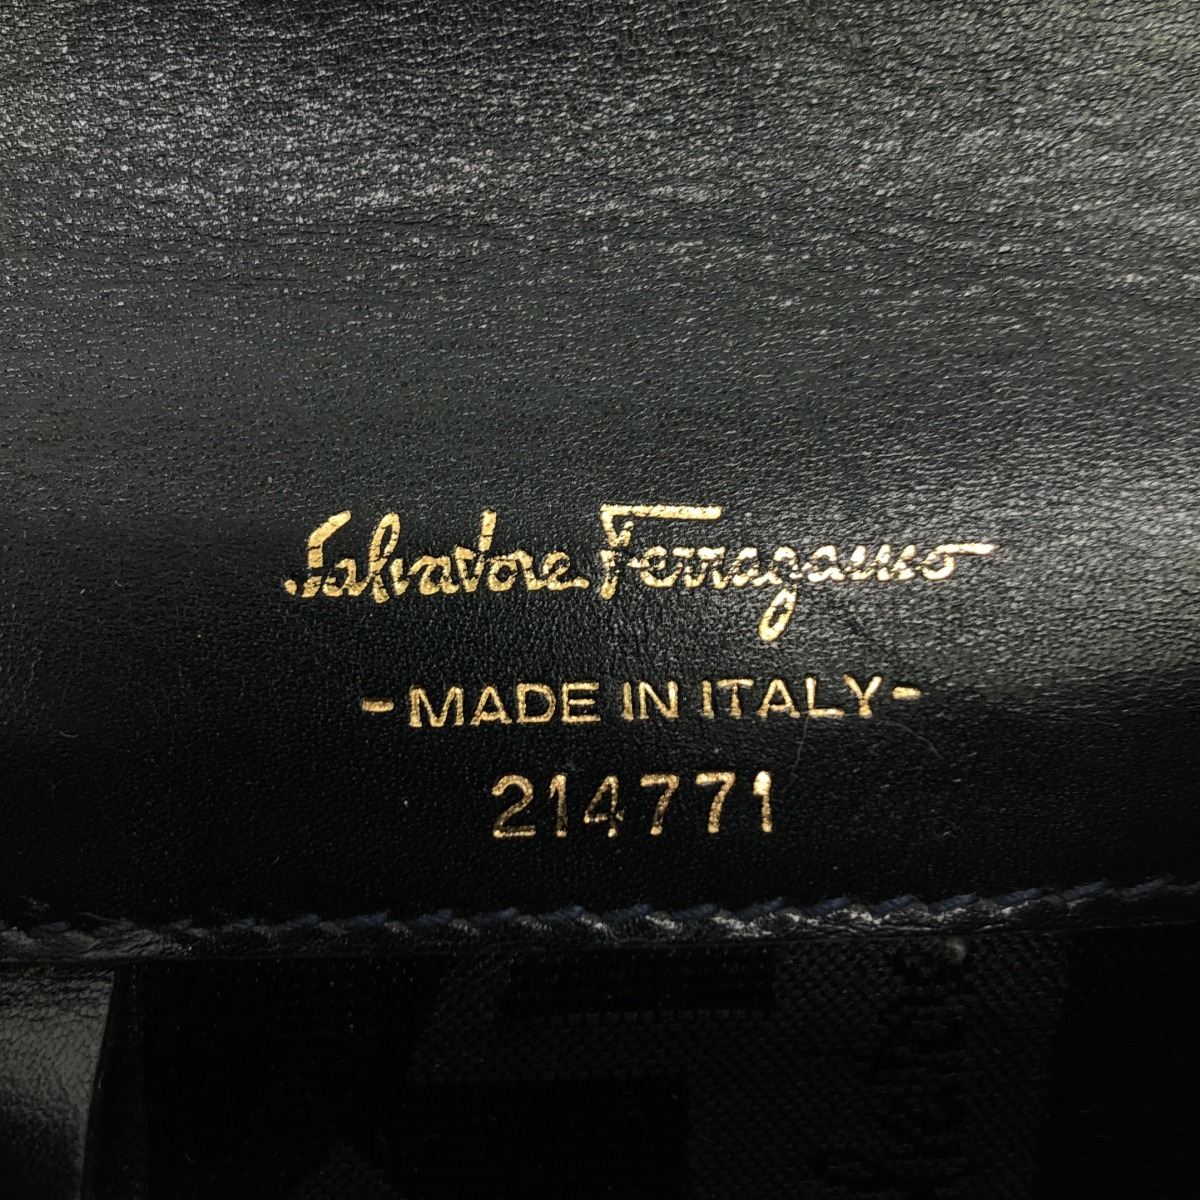 Salvatore Ferragamo
-MADE IN ITALY-
214771